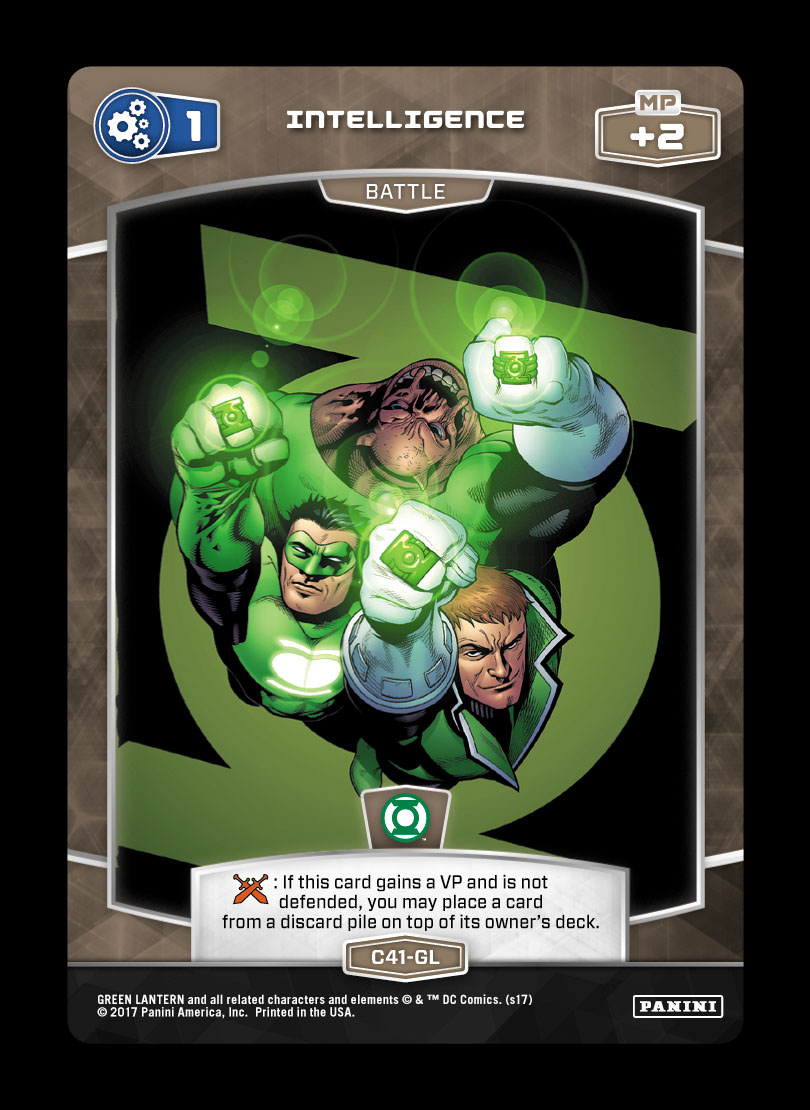 1
INTELLIGENCE
MP
+2
BATTLE
™
: If this card gains a VP and is not
defended, you may place a card
from a discard pile on top of its owner’s deck.
C41-GL
GREEN LANTERN and all related characters and elements © & ™ DC Comics. (s17)
© 2017 Panini America, Inc.  Printed in the USA.
PANINI